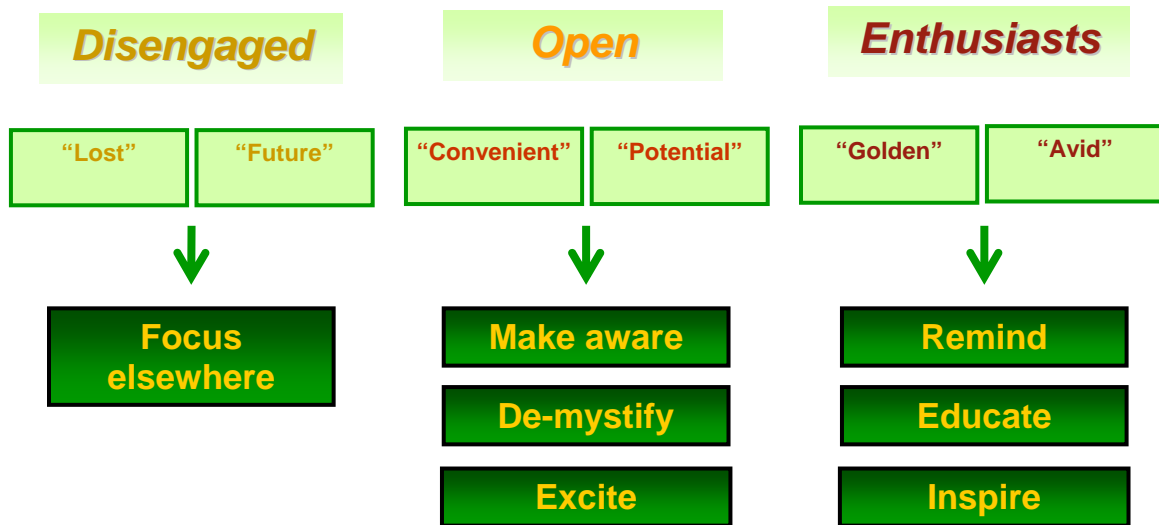 Disengaged
Open
Enthusiasts
“Lost”
“Future”
“Convenient”
“Potential”
“Golden”
“Avid”
Focus
elsewhere
Make aware
De-mystify
Excite
Remind
Educate
Inspire